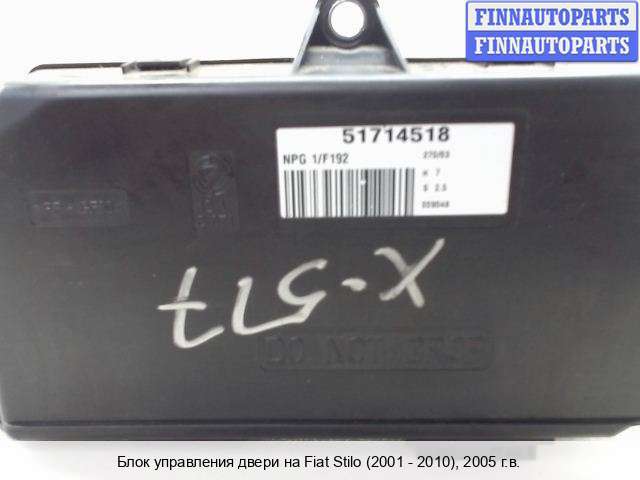 FINNAUTOPARTS
FINNAUTOPARTS
51714518
NPG 1/F192
270/03
K 7
S 2.5
X-577
Блок управления двери на Fiat Stilo (2001 - 2010), 2005 г.в.